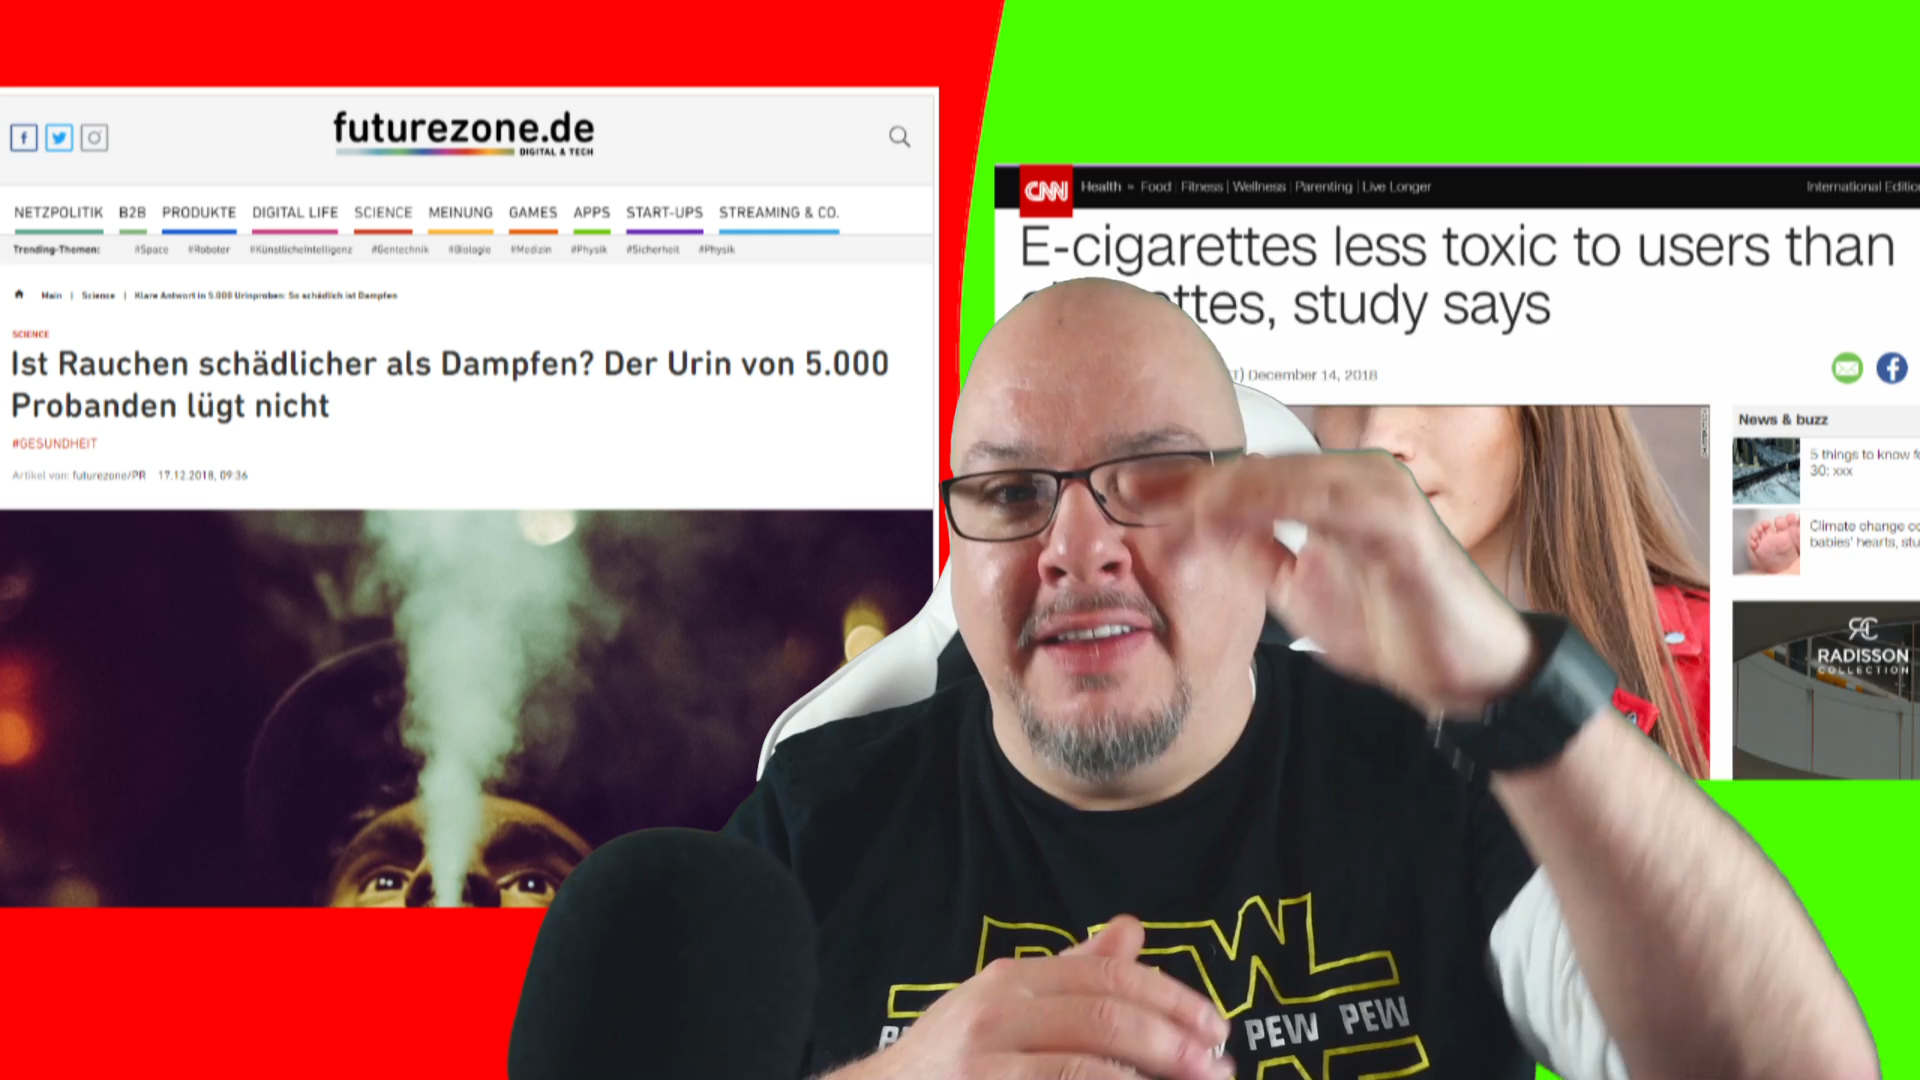 futurezone.de
DIGITAL & TECH
NETZPOLITIK B2B PRODUKTE DIGITAL LIFE SCIENCE MEINUNG GAMES APPS START-UPS STREAMING & CO.
Trending-Themen: #Space #Roboter #KünstlicheIntelligenz #Gentechnik #Biologie #Medizin #Physik #Sicherheit #Physik
Main | Science | Klare Antwort in 5.000 Urinproben: So schädlich ist Dampfen
SCIENCE
Ist Rauchen schädlicher als Dampfen? Der Urin von 5.000
Probanden lügt nicht
#GESUNDHEIT
Artikel von: futurezone/PR 17.12.2018, 09:36
CNN Health » Food | Fitness | Wellness | Parenting | Live Longer
International Editio
E-cigarettes less toxic to users than
ttes, study says
T) December 14, 2018
News & buzz
5 things to know fo
30: xxx
Climate change co
babies' hearts, stu
RC
RADISSON
COLLECTION
PEW PEW